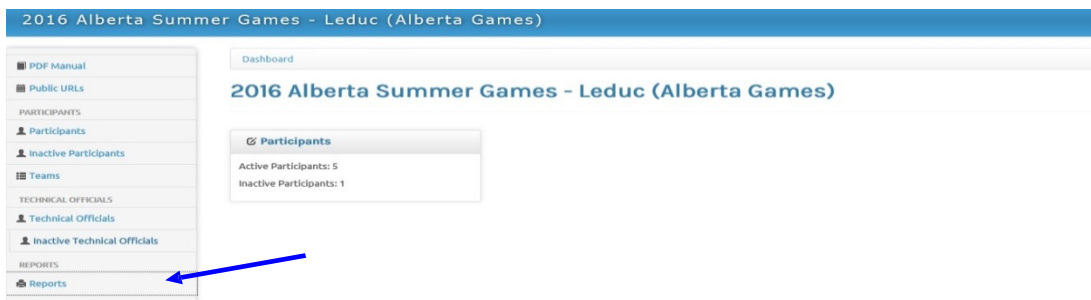 2016 Alberta Summer Games - Leduc (Alberta Games)
PDF Manual
Public URLs
PARTICIPANTS
Participants
Inactive Participants
Teams
TECHNICAL OFFICIALS
Technical Officials
Inactive Technical Officials
REPORTS
Reports
Dashboard
2016 Alberta Summer Games - Leduc (Alberta Games)
Participants
Active Participants: 5
Inactive Participants: 1